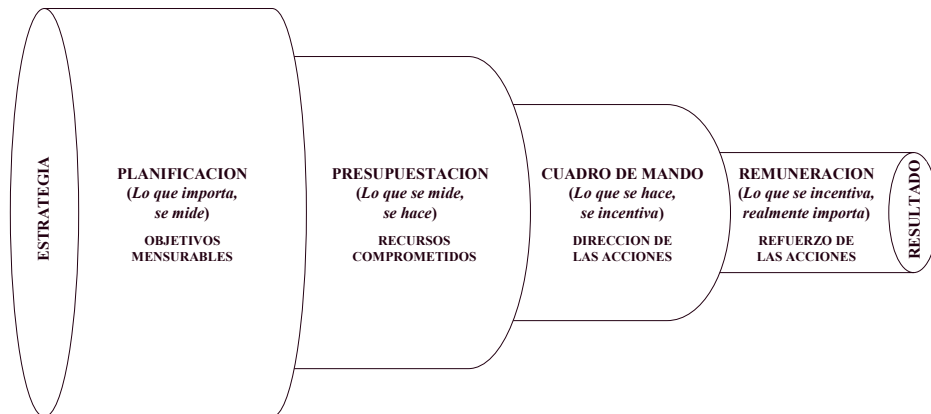 ESTRATEGIA
PLANIFICACION
(Lo que importa,
se mide)
OBJETIVOS
MENSURABLES
PRESUPUESTACION
(Lo que se mide,
se hace)
RECURSOS
COMPROMETIDOS
CUADRO DE MANDO
(Lo que se hace,
se incentiva)
DIRECCION DE
LAS ACCIONES
REMUNERACION
(Lo que se incentiva,
realmente importa)
REFUERZO DE
LAS ACCIONES
RESULTADO